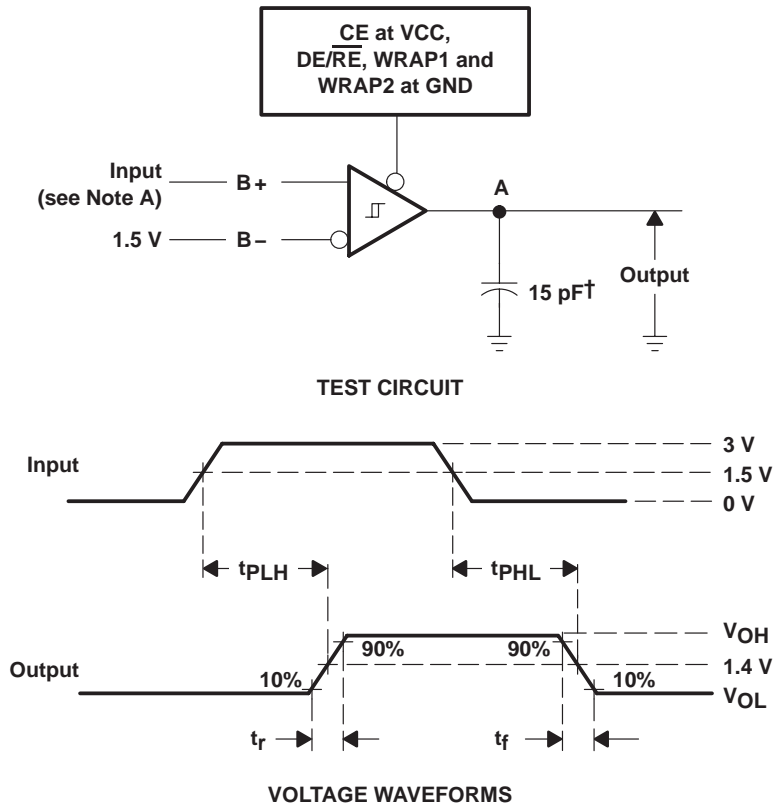 CE at VCC,
DE/RE, WRAP1 and
WRAP2 at GND
Input
(see Note A)
B+
A
1.5 V
B−
15 pF†
Output
TEST CIRCUIT
Input
3 V
1.5 V
0 V
tPLH
tPHL
Output
VOH
90%
90%
1.4 V
10%
10%
VOL
tr
tf
VOLTAGE WAVEFORMS